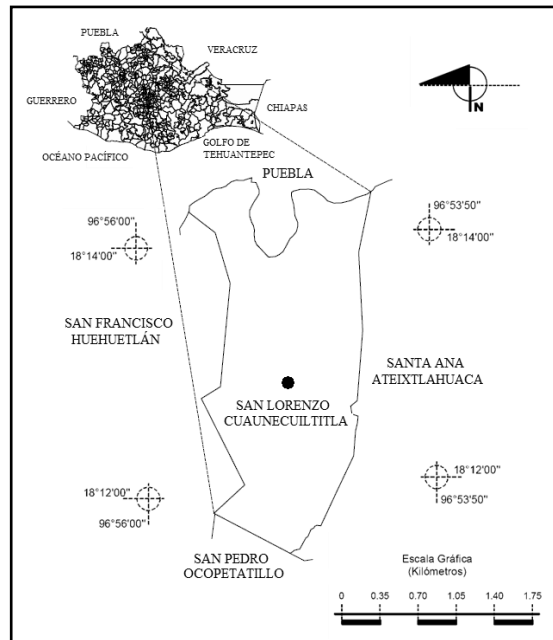 PUEBLA
VERACRUZ
GUERRERO
CHIAPAS
OCÉANO PACÍFICO
GOLFO DE
TEHUANTEPEC
N
PUEBLA
96°56'00"
18°14'00"
96°53'50"
18°14'00"
SAN FRANCISCO
HUEHUETLÁN
SANTA ANA
ATEIXTLAHUACA
SAN LORENZO
CUAUNECUILTITLA
18°12'00"
96°56'00"
18°12'00"
96°53'50"
SAN PEDRO
OCOPETATILLO
Escala Gráfica
(Kilómetros)
0 0.35 0.70 1.05 1.40 1.75